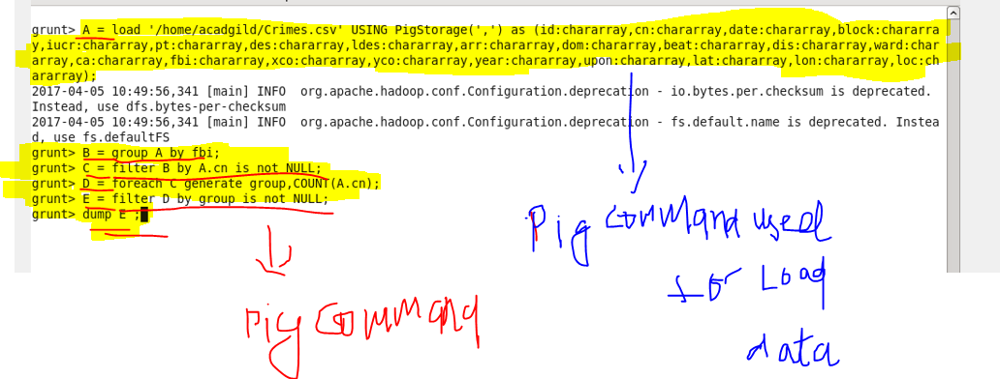 grunt> A = load '/home/acadgild/Crimes.csv' USING PigStorage(',') as (id:chararray,cn:chararray,date:chararray,block:chararra
y,iucr:chararray,pt:chararray,des:chararray,ldes:chararray,arr:chararray,dom:chararray,beat:chararray,dis:chararray,ward:char
array,ca:chararray,fbi:chararray,xco:chararray,yco:chararray,year:chararray,upon:chararray,lat:chararray,lon:chararray,loc:ch
ararray);
2017-04-05 10:49:56,341 [main] INFO  org.apache.hadoop.conf.Configuration.deprecation - io.bytes.per.checksum is deprecated.
Instead, use dfs.bytes-per-checksum
2017-04-05 10:49:56,341 [main] INFO  org.apache.hadoop.conf.Configuration.deprecation - fs.default.name is deprecated. Instea
d, use fs.defaultFS
grunt> B = group A by fbi;
grunt> C = filter B by A.cn is not NULL;
grunt> D = foreach C generate group,COUNT(A.cn);
grunt> E = filter D by group is not NULL;
grunt> dump E ;
Pig command used
for Load
data
Pig command